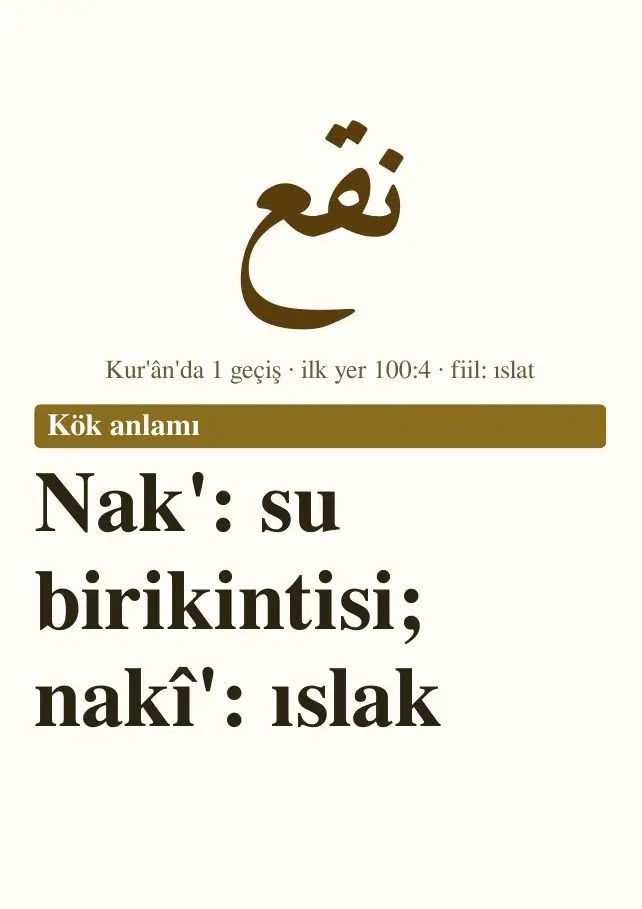 نقع
Kur'ân'da 1 geçiş · ilk yer 100:4 · fiil: ıslat
Kök anlamı
Nak': su
birikintisi;
nakî': ıslak